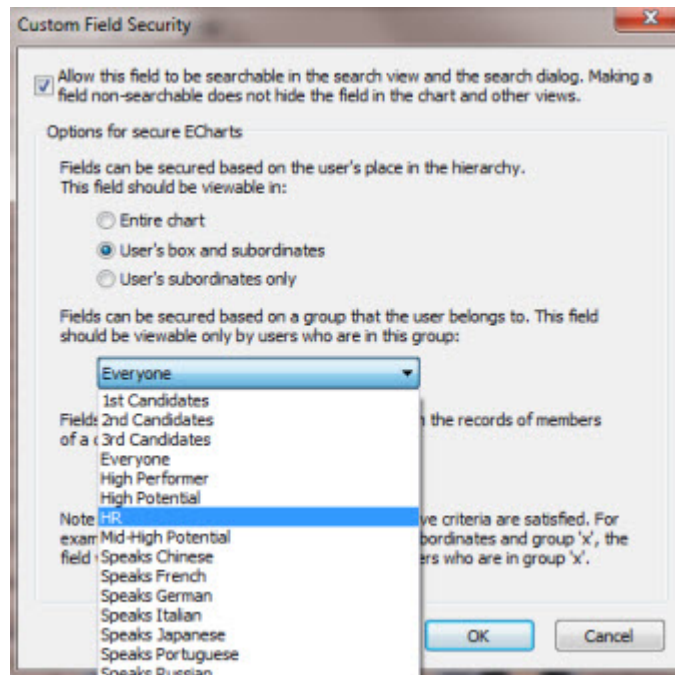 Custom Field Security
Allow this field to be searchable in the search view and the search dialog. Making a
field non-searchable does not hide the field in the chart and other views.
Options for secure ECharts
Fields can be secured based on the user's place in the hierarchy.
This field should be viewable in:
Entire chart
User's box and subordinates
User's subordinates only
Fields can be secured based on a group that the user belongs to. This field
should be viewable only by users who are in this group:
Everyone
1st Candidates
2nd Candidates
3rd Candidates
Everyone
High Performer
High Potential
HR
Mid-High Potential
Speaks Chinese
Speaks French
Speaks German
Speaks Italian
Speaks Japanese
Speaks Portuguese
Speaks Russian
Fields the records of members
of a
Note criteria are satisfied. For
and group 'x', the
field who are in group 'x'.
OK
Cancel